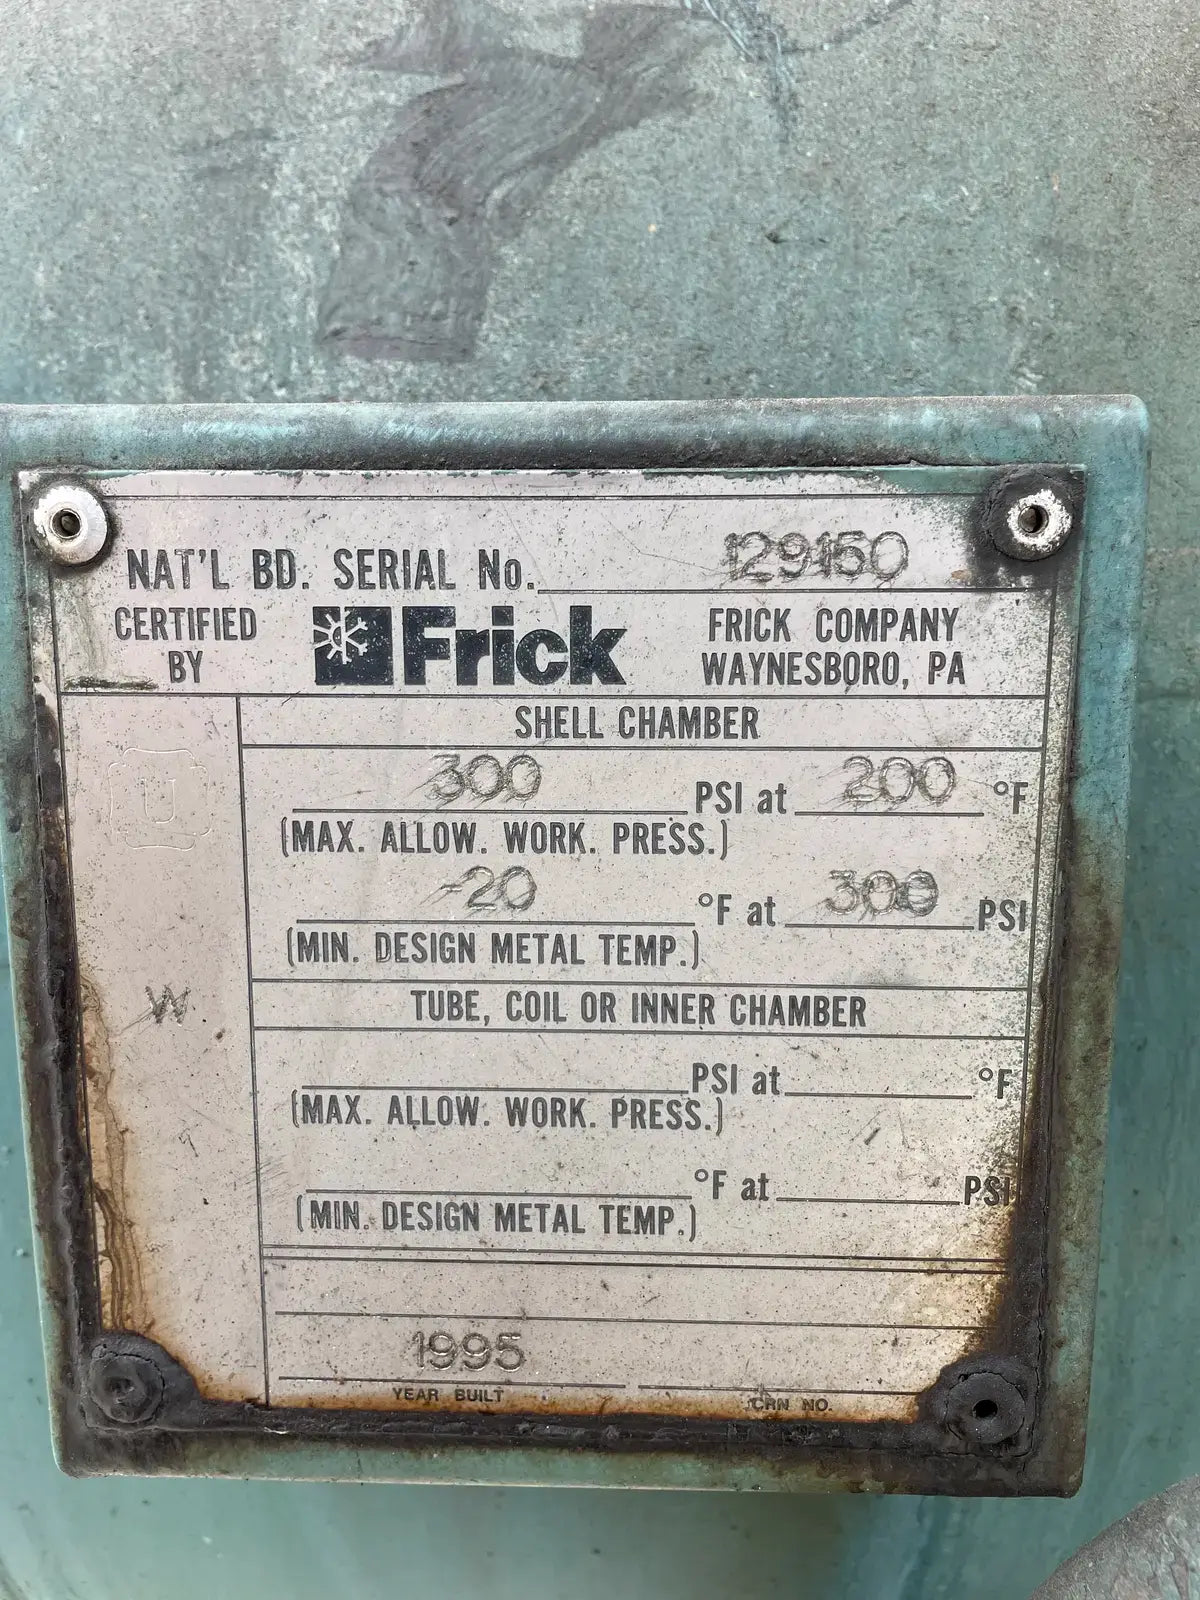 NAT'L BD. SERIAL No. 129150
CERTIFIED BY
Frick
FRICK COMPANY
WAYNESBORO, PA
U
W
SHELL CHAMBER
300 PSI at 200 °F
(MAX. ALLOW. WORK. PRESS.)
-20 °F at 300 PSI
(MIN. DESIGN METAL TEMP.)
TUBE, COIL OR INNER CHAMBER
PSI at °F
(MAX. ALLOW. WORK. PRESS.)
°F at PSI
(MIN. DESIGN METAL TEMP.)
1995
YEAR BUILT
CRN NO.